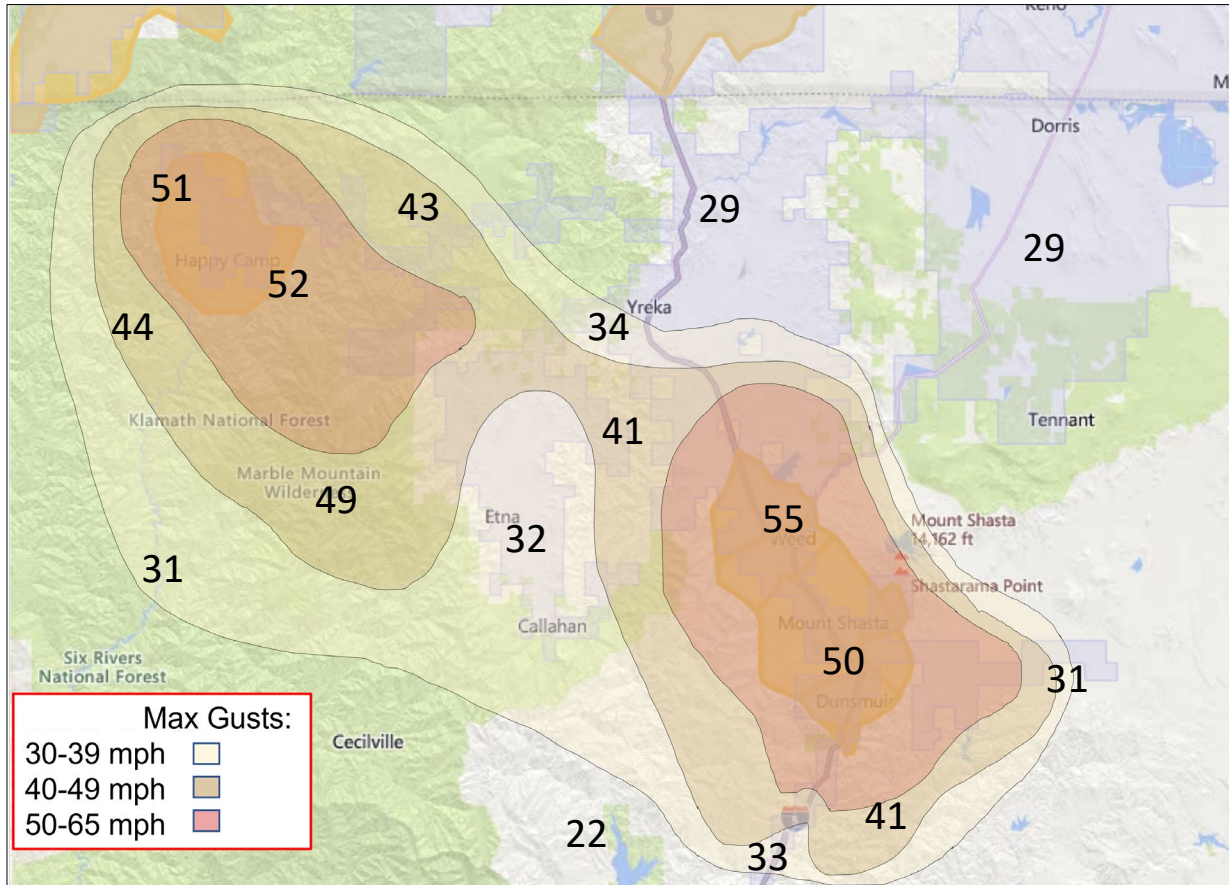 Keno
M
Dorris
51
43
29
29
Happy Camp
52
Yreka
44
34
Klamath National Forest
41
Tennant
Marble Mountain
Wilderness
49
Etna
32
55
Weed
Mount Shasta
14,162 ft
31
Shastarama Point
Callahan
Mount Shasta
50
31
Six Rivers
National Forest
Dunsmuir
Max Gusts:
30-39 mph
40-49 mph
50-65 mph
Cecilville
22
33
41